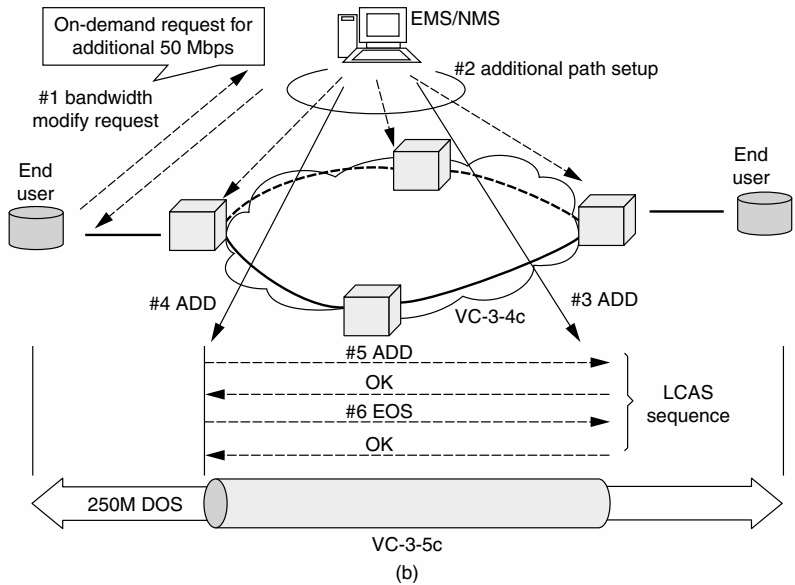 On-demand request for
additional 50 Mbps
EMS/NMS
#2 additional path setup
#1 bandwidth
modify request
End
user
End
user
#4 ADD
#3 ADD
VC-3-4c
#5 ADD
OK
#6 EOS
OK
LCAS
sequence
250M DOS
VC-3-5c
(b)